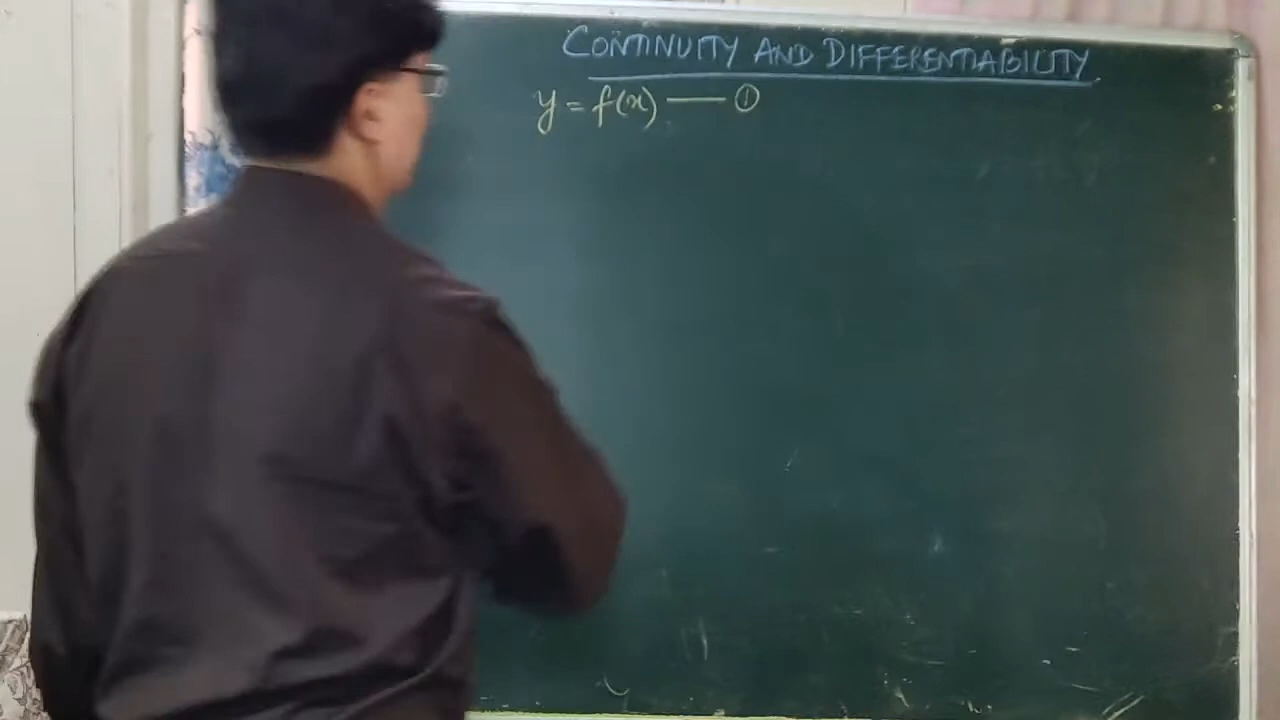 CONTINUITY AND DIFFERENTIABILITY
y = f(x) — ①